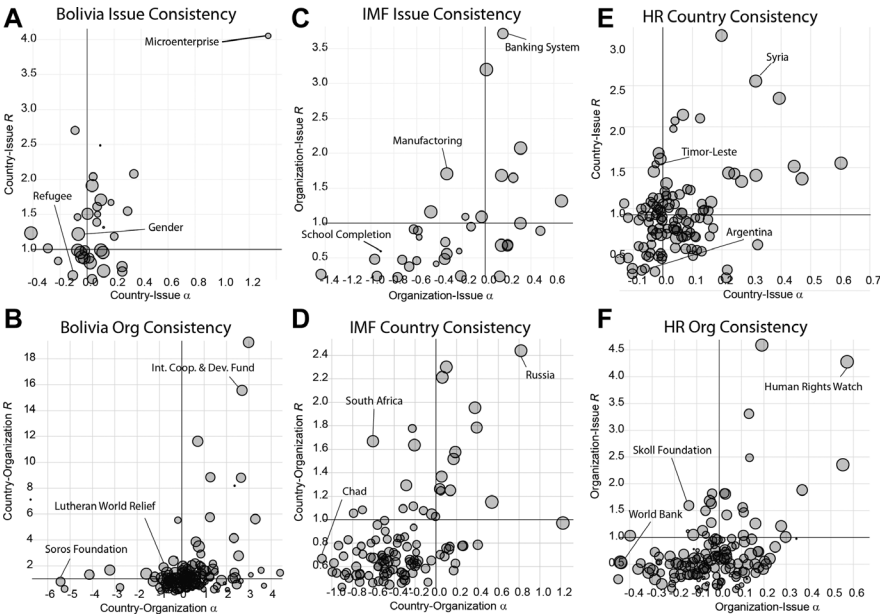 A
Bolivia Issue Consistency
4.0
3.5
3.0
2.5
2.0
1.5
1.0
0.5
Country-Issue R
Microenterprise
Refugee
Gender
-0.4 -0.2 0.0 0.2 0.4 0.6 0.8 1.0 1.2
Country-Issue α
C
IMF Issue Consistency
3.5
3.0
2.5
2.0
1.5
1.0
0.5
Organization-Issue R
Banking System
Manufactoring
School Completion
-1.4 -1.2 -1.0 -0.8 -0.6 -0.4 -0.2 0.0 0.2 0.4 0.6
Organization-Issue α
E
HR Country Consistency
3.0
2.5
2.0
1.5
1.0
0.5
Country-Issue R
Syria
Timor-Leste
Argentina
-0.1 0.0 0.1 0.2 0.3 0.4 0.5 0.6 0.7
Country-Issue α
B
Bolivia Org Consistency
18
16
14
12
10
8
6
4
2
Country-Organization R
Int. Coop. & Dev. Fund
Lutheran World Relief
Soros Foundation
-6 -5 -4 -3 -2 -1 0 1 2 3 4
Country-Organization α
D
IMF Country Consistency
2.4
2.2
2.0
1.8
1.6
1.4
1.2
1.0
0.8
0.6
Country-Organization R
Russia
South Africa
Chad
-1.0 -0.8 -0.6 -0.4 -0.2 0.0 0.2 0.4 0.6 0.8 1.0 1.2
Country-Organization α
F
HR Org Consistency
4.5
4.0
3.5
3.0
2.5
2.0
1.5
1.0
0.5
Organization-Issue R
Human Rights Watch
Skoll Foundation
World Bank
-0.4 -0.3 -0.2 -0.1 0.0 0.1 0.2 0.3 0.4 0.5 0.6
Organization-Issue α